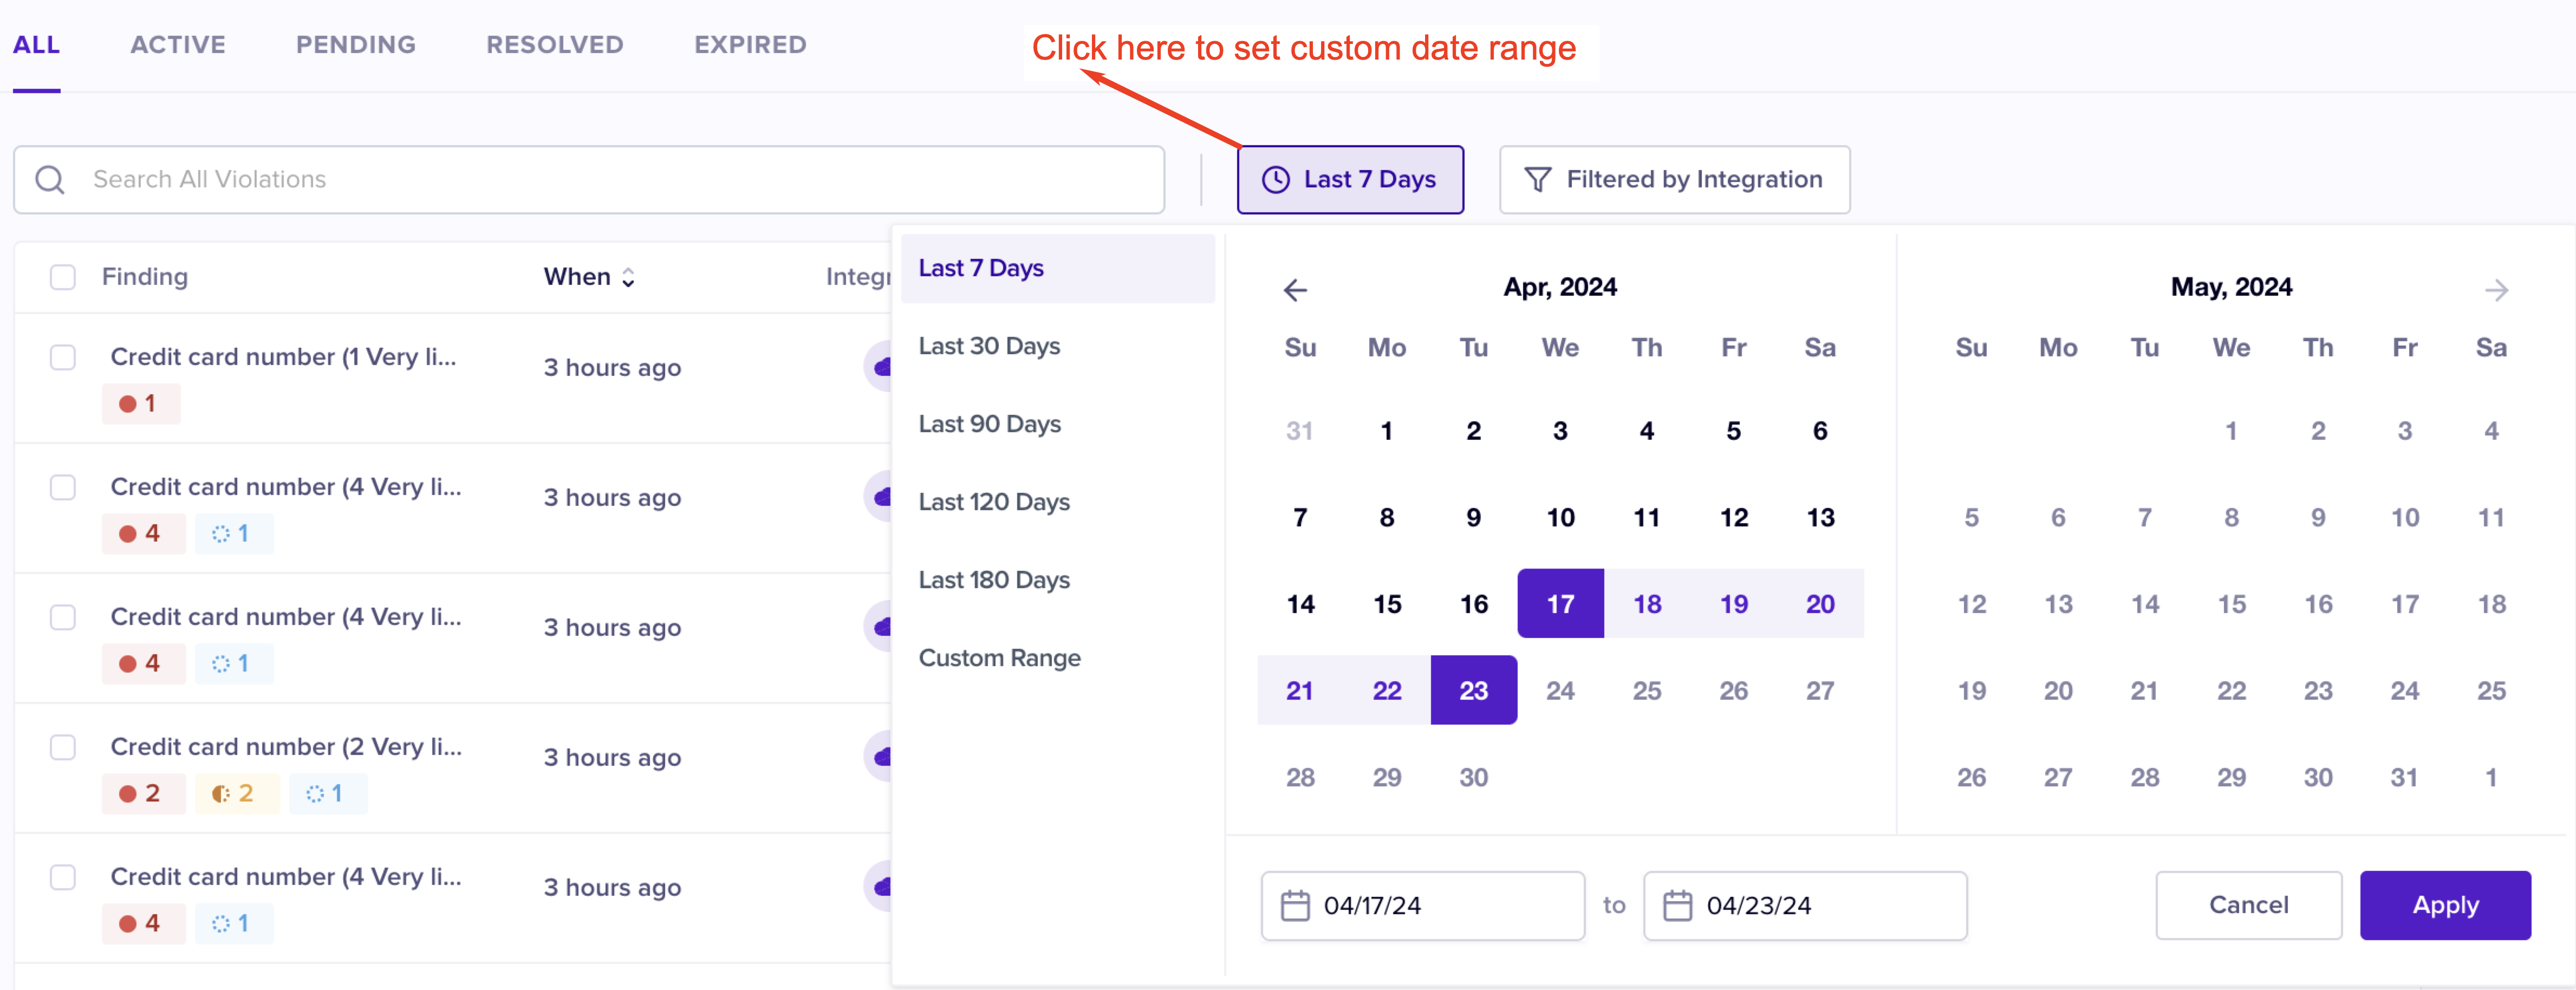 ALL ACTIVE PENDING RESOLVED EXPIRED
Click here to set custom date range
Search All Violations
Last 7 Days
Filtered by Integration
Finding When Integr
Credit card number (1 Very li...
3 hours ago
1
Credit card number (4 Very li...
3 hours ago
4 1
Credit card number (4 Very li...
3 hours ago
4 1
Credit card number (2 Very li...
3 hours ago
2 2 1
Credit card number (4 Very li...
3 hours ago
4 1
Last 7 Days
Last 30 Days
Last 90 Days
Last 120 Days
Last 180 Days
Custom Range
Apr, 2024
Su Mo Tu We Th Fr Sa
31 1 2 3 4 5 6
7 8 9 10 11 12 13
14 15 16 17 18 19 20
21 22 23 24 25 26 27
28 29 30
May, 2024
Su Mo Tu We Th Fr Sa
1 2 3 4
5 6 7 8 9 10 11
12 13 14 15 16 17 18
19 20 21 22 23 24 25
26 27 28 29 30 31 1
04/17/24 to 04/23/24
Cancel Apply